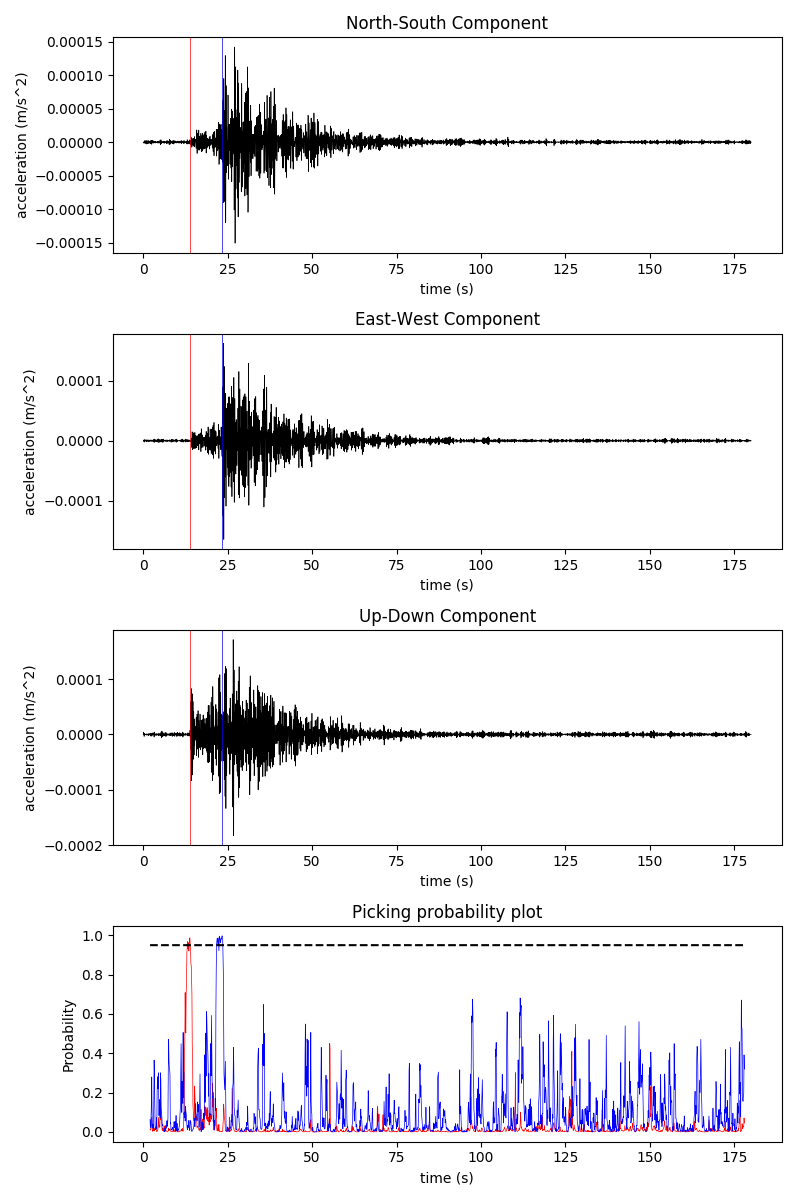 North-South Component
0.00015
0.00010
0.00005
0.00000
−0.00005
−0.00010
−0.00015
acceleration (m/s^2)
0 25 50 75 100 125 150 175
time (s)
East-West Component
0.0001
0.0000
−0.0001
acceleration (m/s^2)
0 25 50 75 100 125 150 175
time (s)
Up-Down Component
0.0001
0.0000
−0.0001
−0.0002
acceleration (m/s^2)
0 25 50 75 100 125 150 175
time (s)
Picking probability plot
1.0
0.8
0.6
0.4
0.2
0.0
Probability
0 25 50 75 100 125 150 175
time (s)